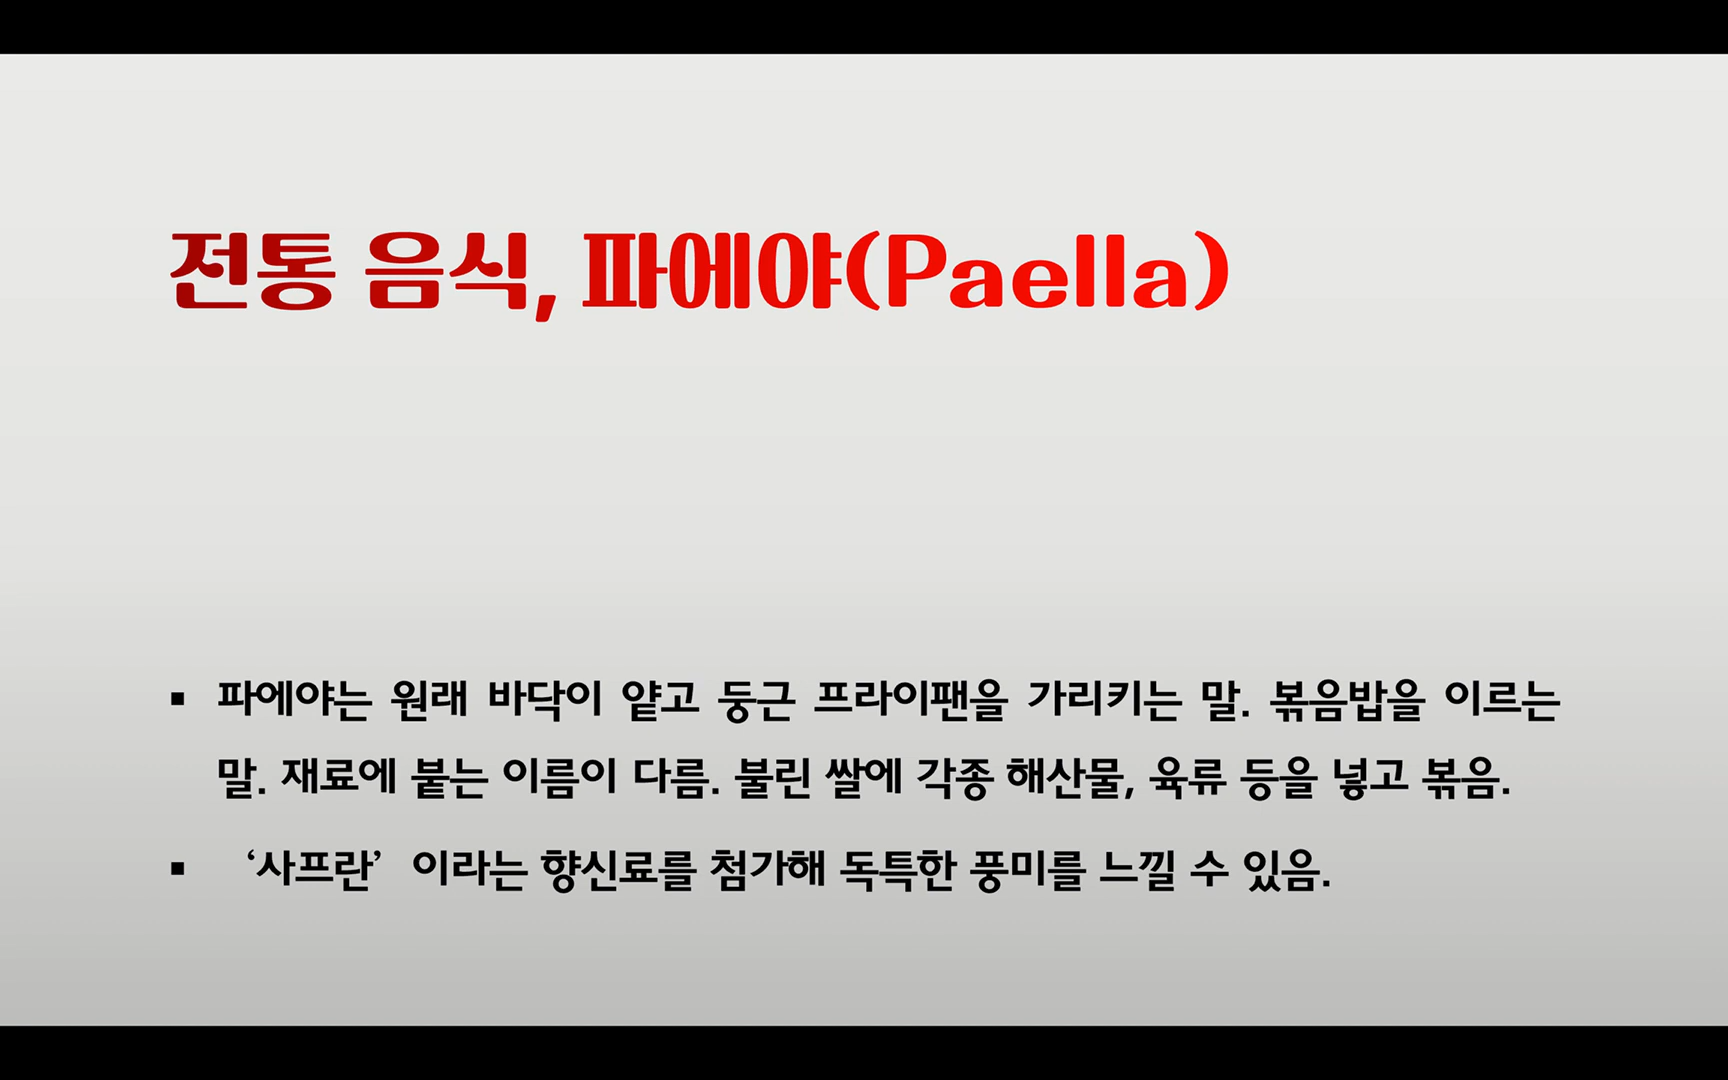 전통 음식, 파에야(Paella)
▪ 파에야는 원래 바닥이 얕고 둥근 프라이팬을 가리키는 말. 볶음밥을 이르는
말. 재료에 붙는 이름이 다름. 불린 쌀에 각종 해산물, 육류 등을 넣고 볶음.
▪ ‘사프란’ 이라는 향신료를 첨가해 독특한 풍미를 느낄 수 있음.